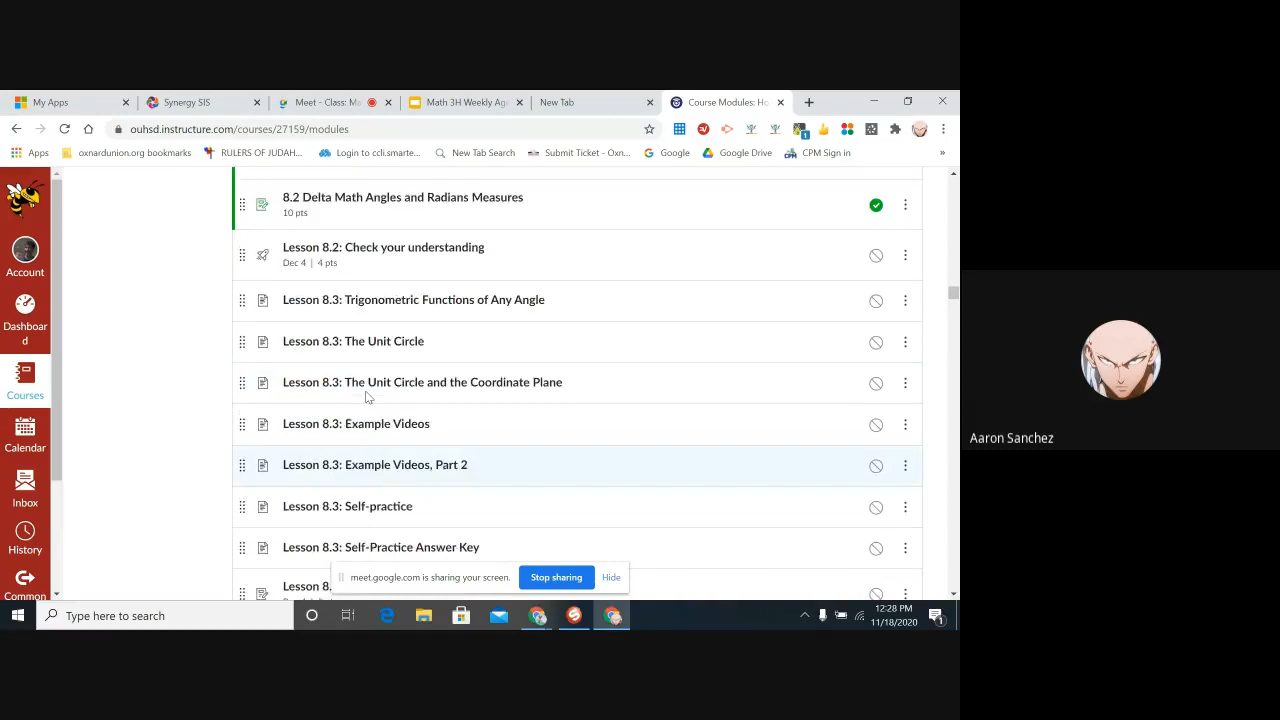 My Apps
Synergy SIS
Meet - Class: Ma
Math 3H Weekly Age
New Tab
Course Modules: Ho
ouhsd.instructure.com/courses/27159/modules
Apps
oxnardunion.org bookmarks
RULERS OF JUDAH...
Login to ccli.smarte...
New Tab Search
Submit Ticket - Oxn...
Google
Google Drive
CPM Sign in
»
8.2 Delta Math Angles and Radians Measures
10 pts
Lesson 8.2: Check your understanding
Dec 4 | 4 pts
Lesson 8.3: Trigonometric Functions of Any Angle
Lesson 8.3: The Unit Circle
Lesson 8.3: The Unit Circle and the Coordinate Plane
Lesson 8.3: Example Videos
Lesson 8.3: Example Videos, Part 2
Lesson 8.3: Self-practice
Lesson 8.3: Self-Practice Answer Key
Lesson 8.
Account
Dashboar
d
Courses
Calendar
Inbox
History
Common
meet.google.com is sharing your screen.
Stop sharing
Hide
Type here to search
12:28 PM
11/18/2020
Aaron Sanchez